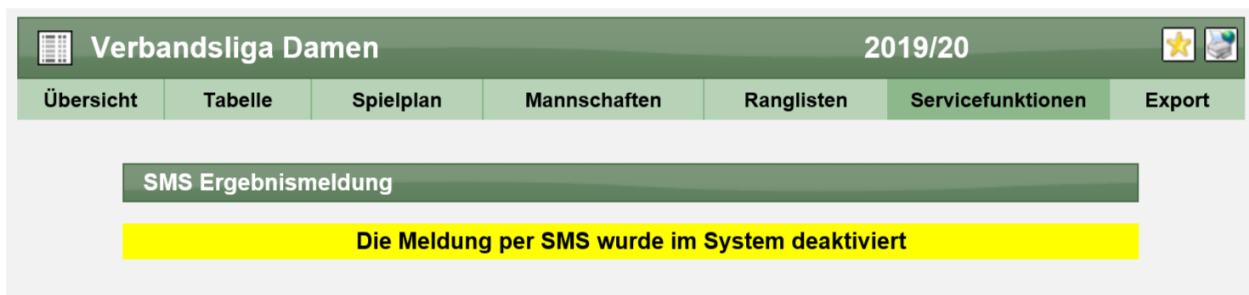 Verbandsliga Damen 2019/20
Übersicht Tabelle Spielplan Mannschaften Ranglisten Servicefunktionen Export
SMS Ergebnismeldung
Die Meldung per SMS wurde im System deaktiviert